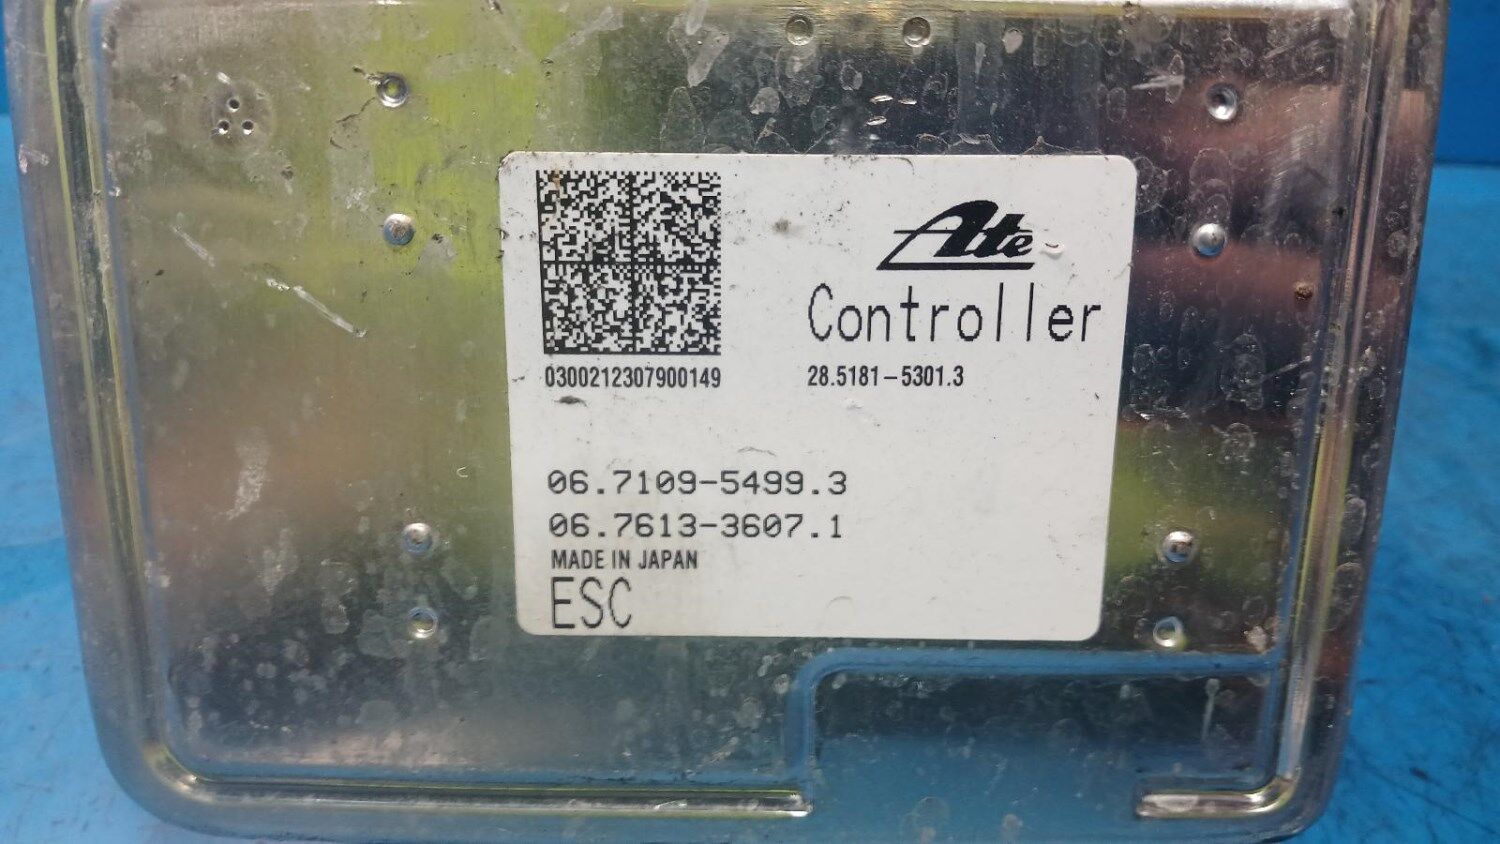 Ate
Controller
0300212307900149
28.5181-5301.3
06.7109-5499.3
06.7613-3607.1
MADE IN JAPAN
ESC